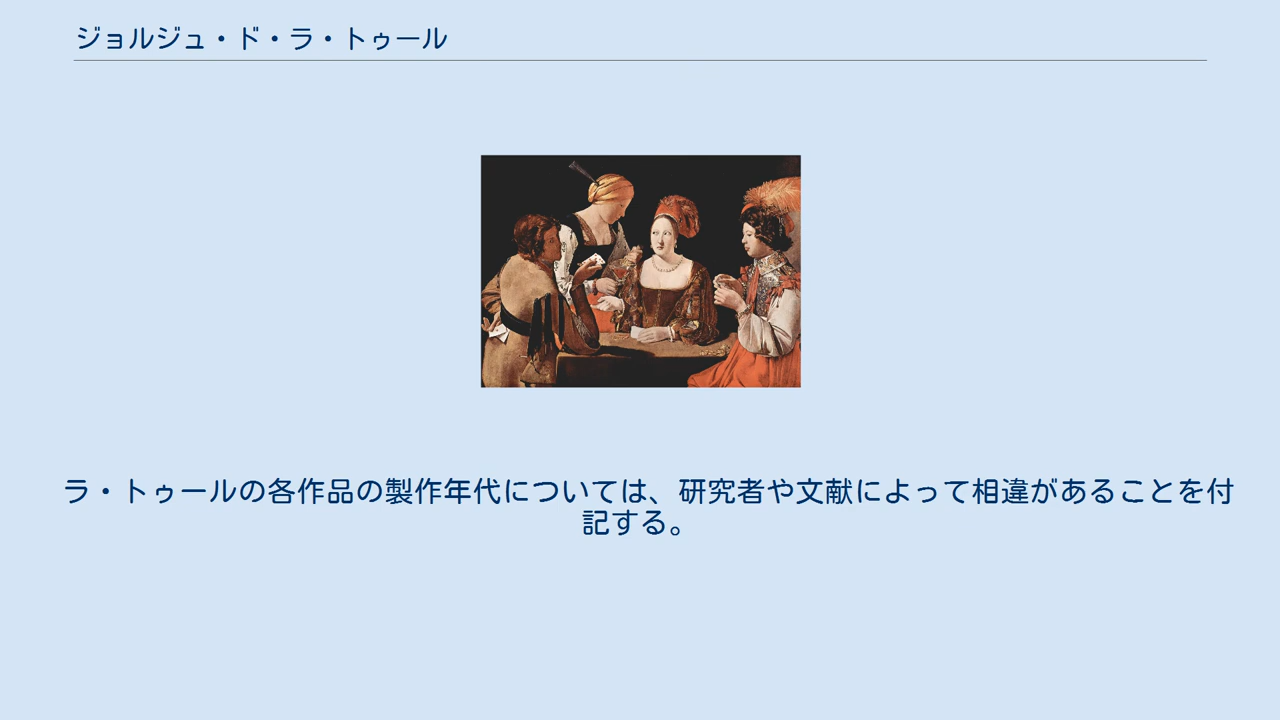 ジョルジュ・ド・ラ・トゥール
ラ・トゥールの各作品の製作年代については、研究者や文献によって相違があることを付
記する。